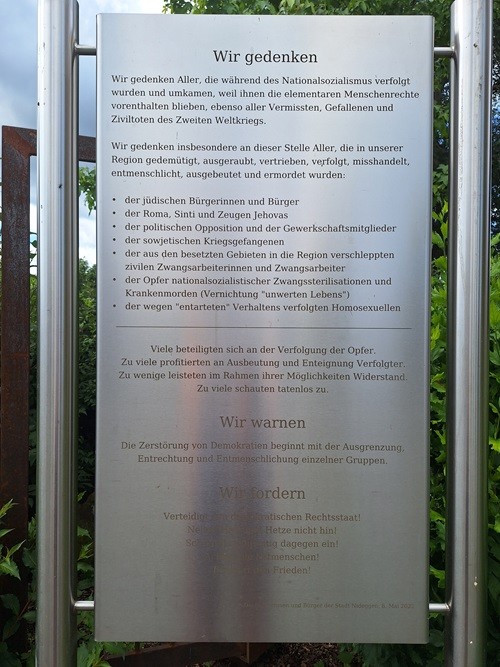 Wir gedenken
Wir gedenken Aller, die während des Nationalsozialismus verfolgt
wurden und umkamen, weil ihnen die elementaren Menschenrechte
vorenthalten blieben, ebenso aller Vermissten, Gefallenen und
Ziviltoten des Zweiten Weltkriegs.
Wir gedenken insbesondere an dieser Stelle Aller, die in unserer
Region gedemütigt, ausgeraubt, vertrieben, verfolgt, misshandelt,
entmenschlicht, ausgebeutet und ermordet wurden:
• der jüdischen Bürgerinnen und Bürger
• der Roma, Sinti und Zeugen Jehovas
• der politischen Opposition und der Gewerkschaftsmitglieder
• der sowjetischen Kriegsgefangenen
• der aus den besetzten Gebieten in die Region verschleppten
zivilen Zwangsarbeiterinnen und Zwangsarbeiter
• der Opfer nationalsozialistischer Zwangssterilisationen und
Krankenmorden (Vernichtung "unwerten Lebens")
• der wegen "entarteten" Verhaltens verfolgten Homosexuellen
Viele beteiligten sich an der Verfolgung der Opfer.
Zu viele profitierten an Ausbeutung und Enteignung Verfolgter.
Zu wenige leisteten im Rahmen ihrer Möglichkeiten Widerstand.
Zu viele schauten tatenlos zu.
Wir warnen
Die Zerstörung von Demokratien beginnt mit der Ausgrenzung,
Entrechtung und Entmenschlichung einzelner Gruppen.
Wir fordern
Rechtsstaat!
Hetze nicht hin!
dagegen ein!
Frieden!
und Bürger der Stadt